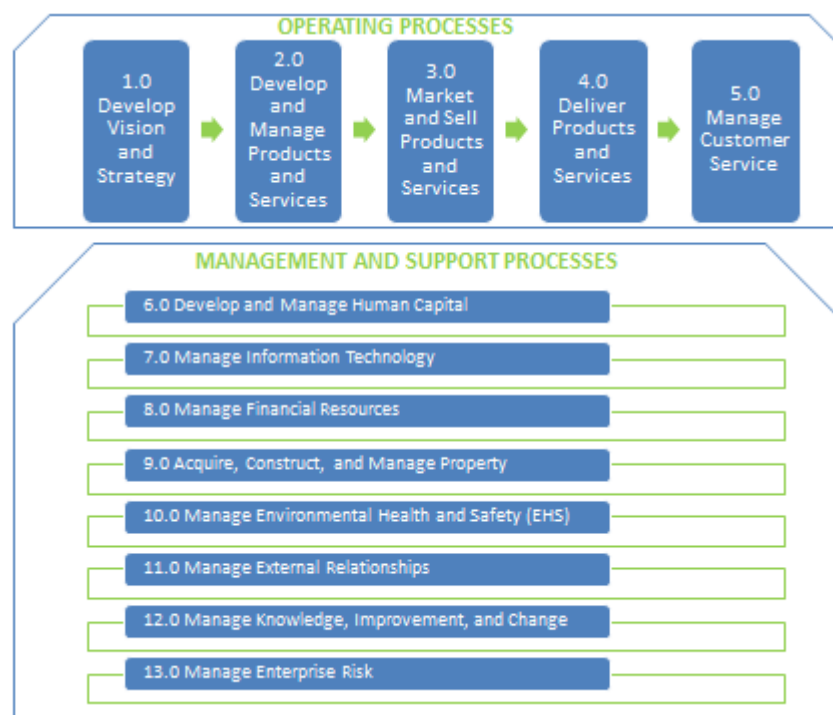 OPERATING PROCESSES
1.0
Develop
Vision
and
Strategy
2.0
Develop
and
Manage
Products
and
Services
3.0
Market
and Sell
Products
and
Services
4.0
Deliver
Products
and
Services
5.0
Manage
Customer
Service
MANAGEMENT AND SUPPORT PROCESSES
6.0 Develop and Manage Human Capital
7.0 Manage Information Technology
8.0 Manage Financial Resources
9.0 Acquire, Construct, and Manage Property
10.0 Manage Environmental Health and Safety (EHS)
11.0 Manage External Relationships
12.0 Manage Knowledge, Improvement, and Change
13.0 Manage Enterprise Risk